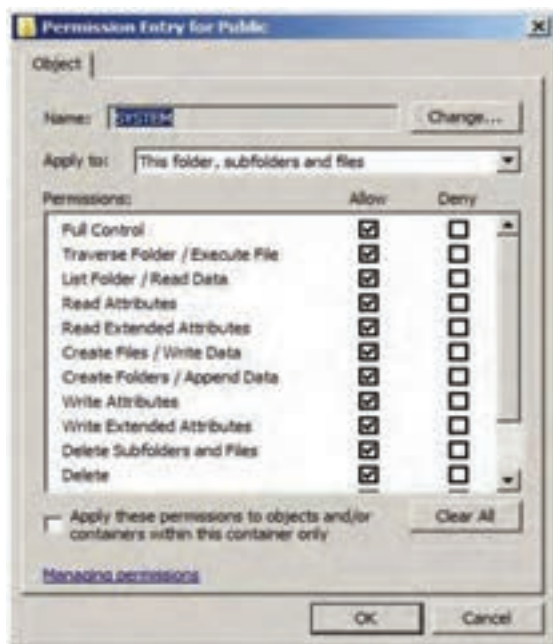 Permission Entry for Public
Object
Name: SYSTEM Change...
Apply to: This folder, subfolders and files
Permissions: Allow Deny
Full Control
Traverse Folder / Execute File
List Folder / Read Data
Read Attributes
Read Extended Attributes
Create Files / Write Data
Create Folders / Append Data
Write Attributes
Write Extended Attributes
Delete Subfolders and Files
Delete
Apply these permissions to objects and/or Clear All
containers within this container only
Managing permissions
OK Cancel